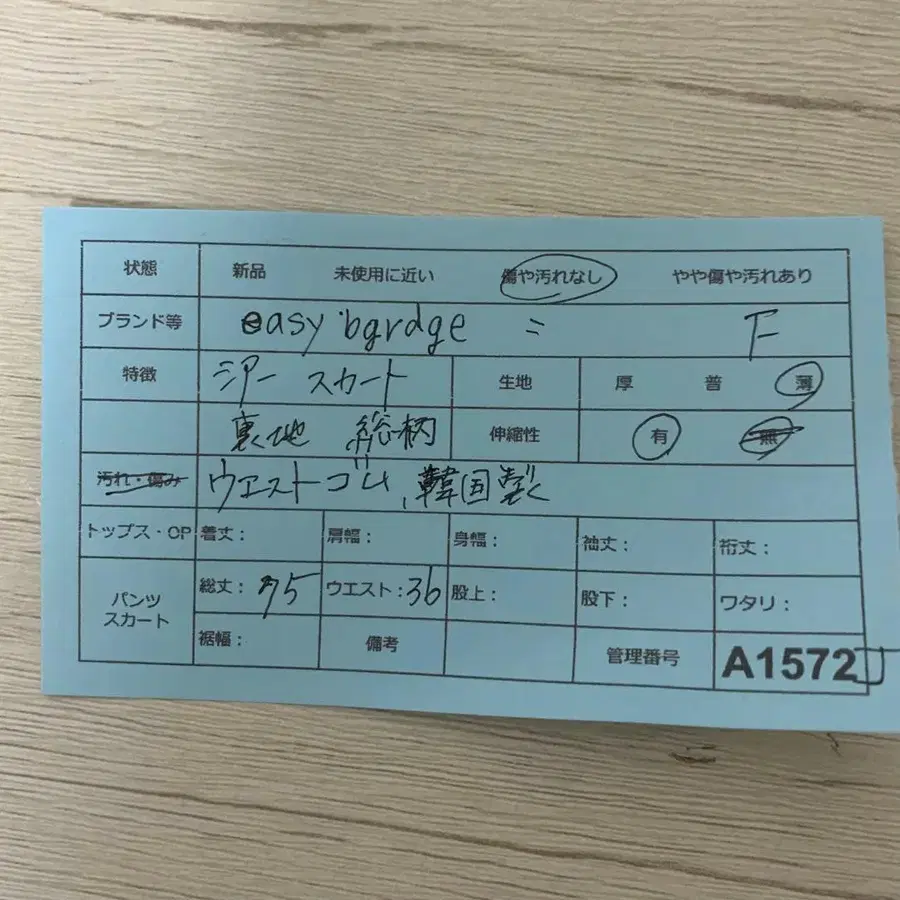 状態 新品 未使用に近い 傷や汚れなし やや傷や汚れあり
ブランド等 easy bgrdge = F
特徴 シアー スカート 生地 厚 普 薄
裏地 総柄 伸縮性 有 無
汚れ・傷み ウエストゴム、韓国製
トップス・OP 着丈: 肩幅: 身幅: 袖丈: 裄丈:
パンツ スカート 総丈: 75 ウエスト: 36 股上: 股下: ワタリ:
裾幅: 備考 管理番号 A1572